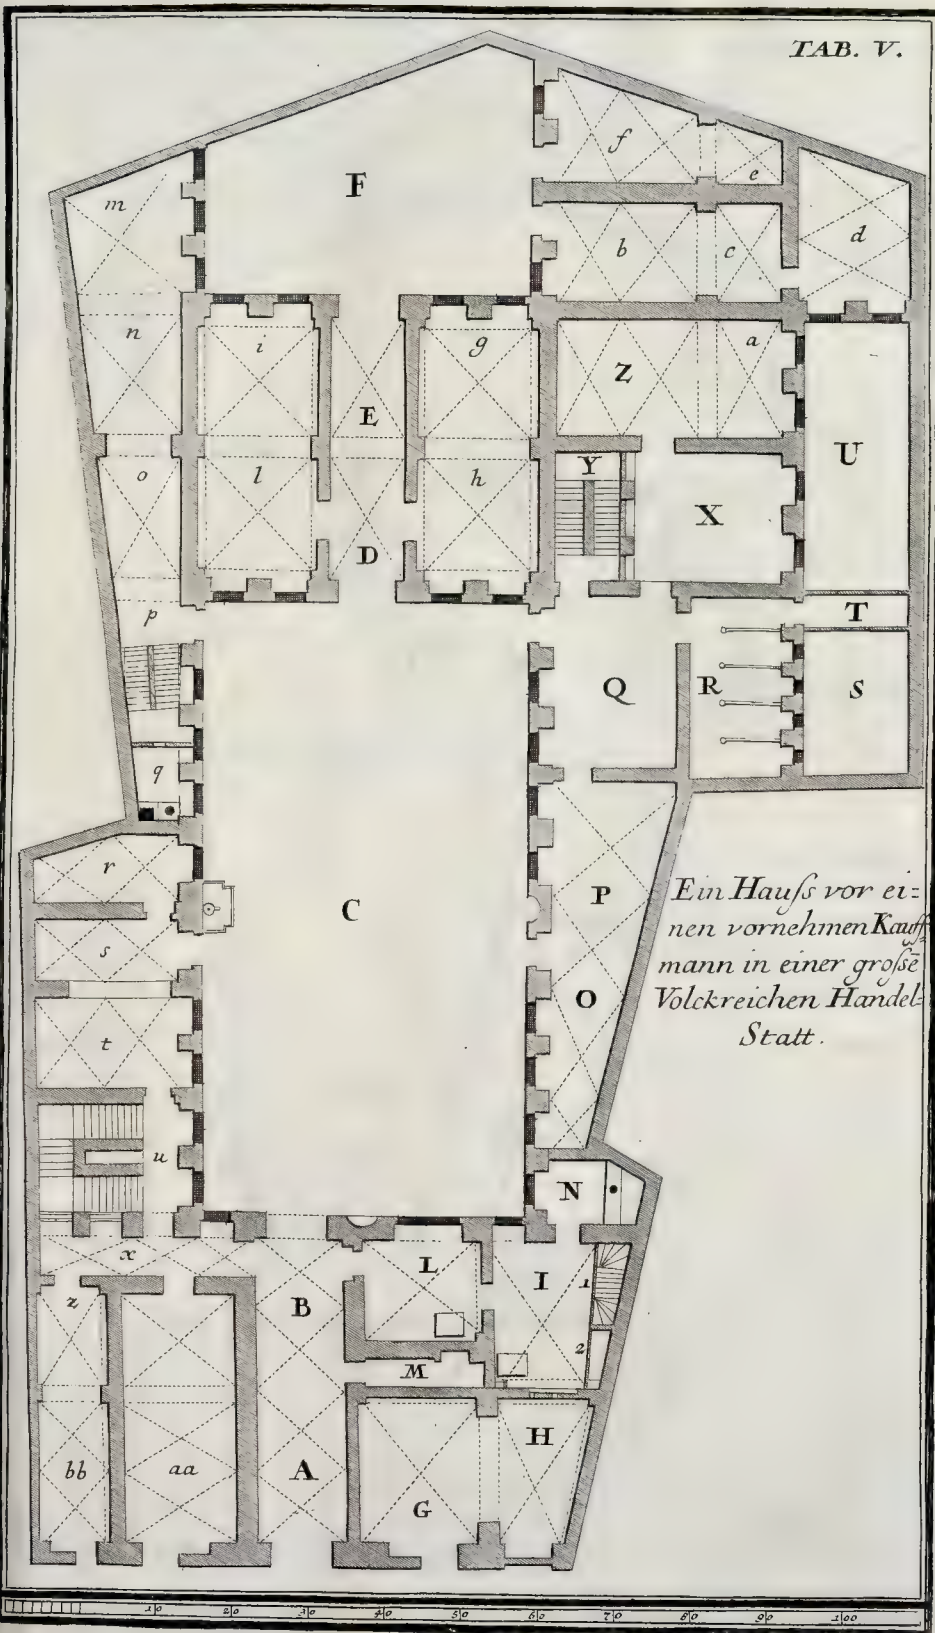 TAB. V.
f
e
m
F
b
c
d
n
i
E
g
Z
a
U
o
l
D
h
Y
X
p
T
Q
R
S
q
r
C
P
Ein Hauſs vor ei=
nen vornehmen Kauff=
mann in einer groſsē
Volckreichen Handel=
Statt.
s
O
t
u
N
x
B
L
I
1
z
M
2
bb
aa
A
G
H
10 20 30 40 50 60 70 80 90 100